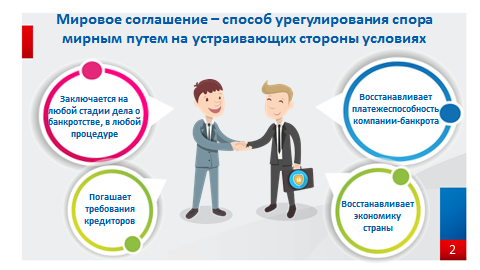 Мировое соглашение – способ урегулирования спора
мирным путем на устраивающих стороны условиях
Заключается на
любой стадии дела о
банкротстве, в любой
процедуре
Восстанавливает
платежеспособность
компании-банкрота
Погашает
требования
кредиторов
Восстанавливает
экономику
страны
2